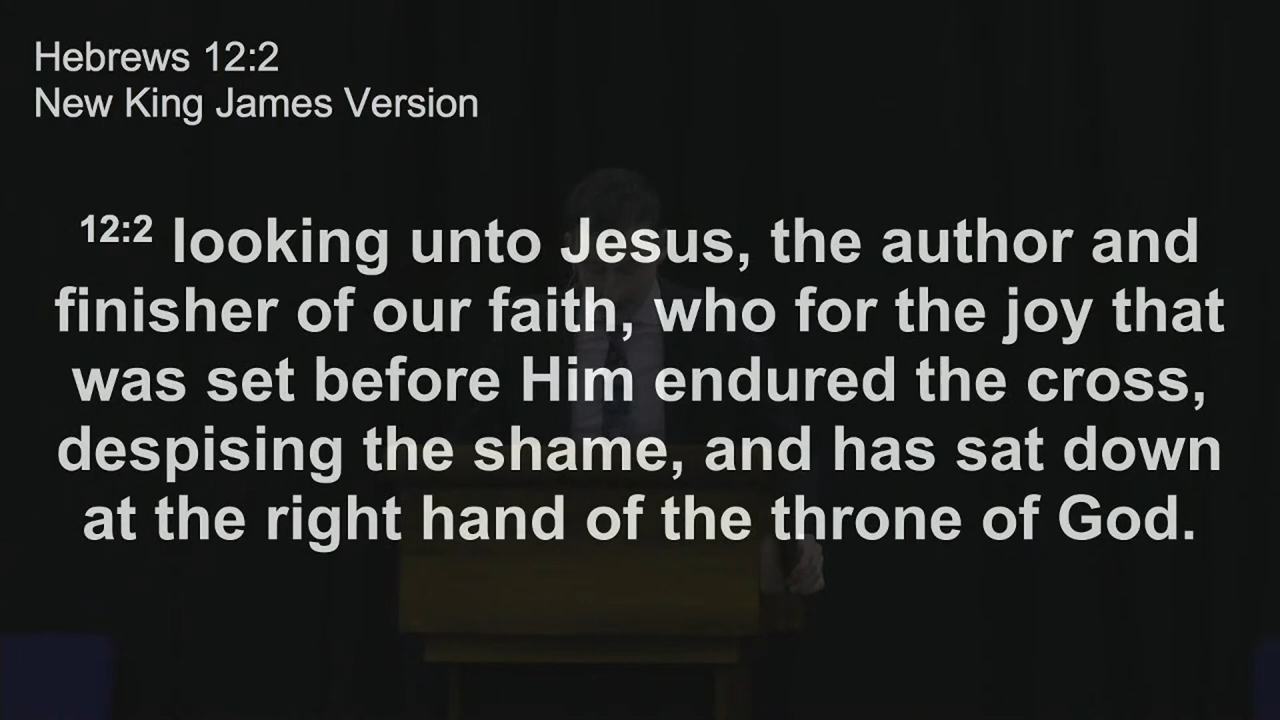 Hebrews 12:2
New King James Version
12:2 looking unto Jesus, the author and
finisher of our faith, who for the joy that
was set before Him endured the cross,
despising the shame, and has sat down
at the right hand of the throne of God.